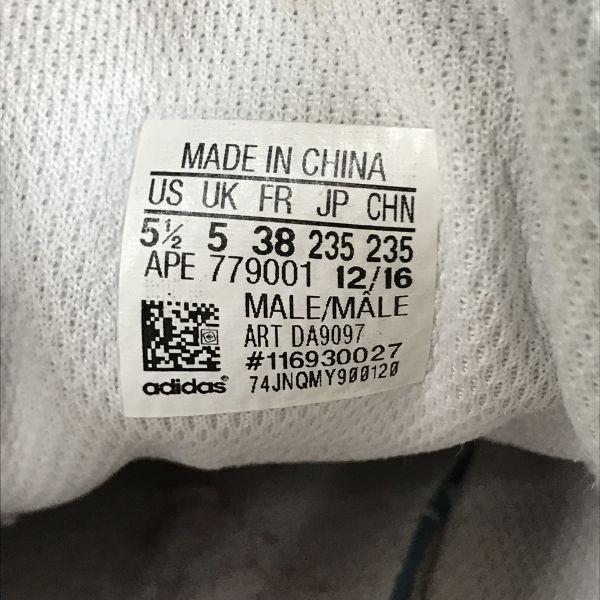 MADE IN CHINA
US UK FR JP CHN
5½ 5 38 235 235
APE 779001 12/16
MALE/MÂLE
ART DA9097
#116930027
74JNQMY900120
adidas®